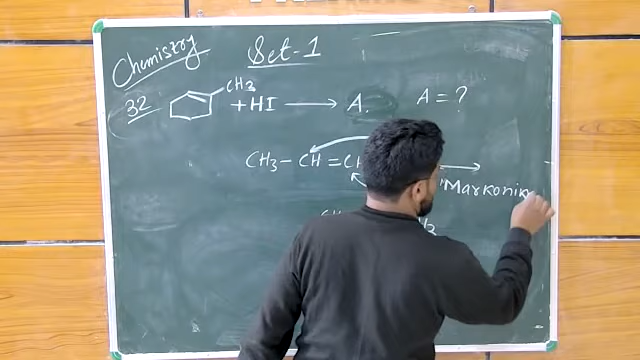 Chemistry Set-1
32 CH3 + HI → A. A = ?
CH3 - CH = C →
"Markoni